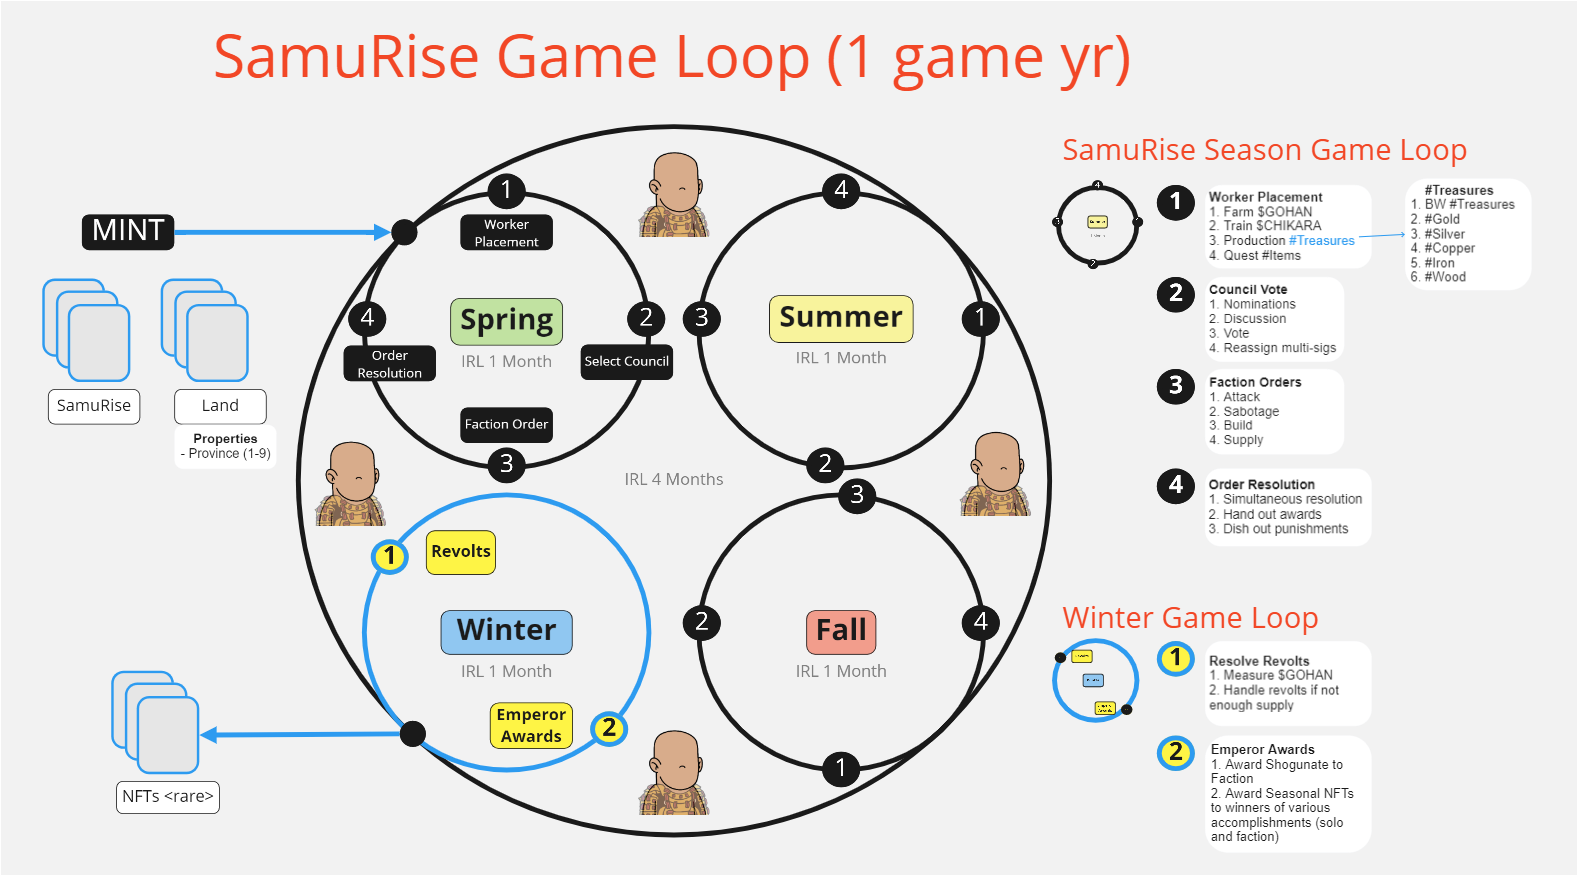 SamuRise Game Loop (1 game yr)
MINT
SamuRise
Land
Properties
- Province (1-9)
1
Worker
Placement
4
Spring
2
IRL 1 Month
Order
Resolution
Select Council
Faction Order
3
4
3
Summer
1
IRL 1 Month
2
IRL 4 Months
1
Revolts
Winter
IRL 1 Month
Emperor
Awards
2
3
2
Fall
4
IRL 1 Month
1
NFTs <rare>
SamuRise Season Game Loop
1
Worker Placement
1. Farm $GOHAN
2. Train $CHIKARA
3. Production #Treasures
4. Quest #Items
#Treasures
1. BW #Treasures
2. #Gold
3. #Silver
4. #Copper
5. #Iron
6. #Wood
2
Council Vote
1. Nominations
2. Discussion
3. Vote
4. Reassign multi-sigs
3
Faction Orders
1. Attack
2. Sabotage
3. Build
4. Supply
4
Order Resolution
1. Simultaneous resolution
2. Hand out awards
3. Dish out punishments
Winter Game Loop
1
Resolve Revolts
1. Measure $GOHAN
2. Handle revolts if not
enough supply
2
Emperor Awards
1. Award Shogunate to
Faction
2. Award Seasonal NFTs
to winners of various
accomplishments (solo
and faction)